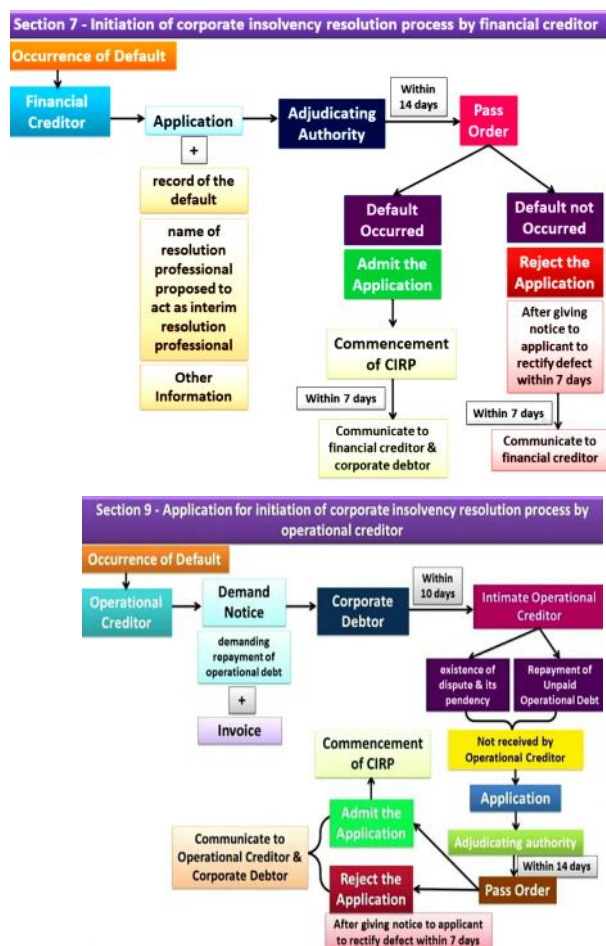 Section 7 - Initiation of corporate insolvency resolution process by financial creditor
Occurrence of Default
Financial
Creditor
Application
+
record of the
default
name of
resolution
professional
proposed to
act as interim
resolution
professional
Other
Information
Adjudicating
Authority
Within
14 days
Pass
Order
Default
Occurred
Admit the
Application
Commencement
of CIRP
Within 7 days
Communicate to
financial creditor &
corporate debtor
Default not
Occurred
Reject the
Application
After giving
notice to
applicant to
rectify defect
within 7 days
Within 7 days
Communicate to
financial creditor
Section 9 - Application for initiation of corporate insolvency resolution process by
operational creditor
Occurrence of Default
Operational
Creditor
Demand
Notice
demanding
repayment of
operational debt
+
Invoice
Corporate
Debtor
Within
10 days
Intimate Operational
Creditor
existence of
dispute & its
pendency
Repayment of
Unpaid
Operational Debt
Not received by
Operational Creditor
Application
Adjudicating authority
Within 14 days
Pass Order
Commencement
of CIRP
Admit the
Application
Communicate to
Operational Creditor &
Corporate Debtor
Reject the
Application
After giving notice to applicant
to rectify defect within 7 days